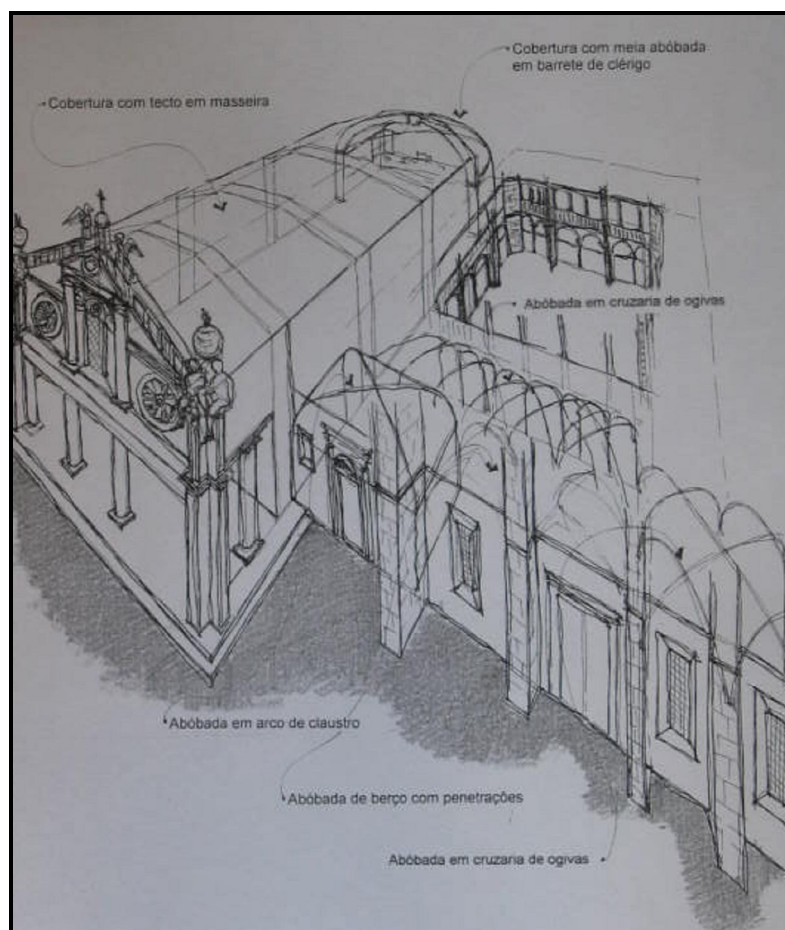 Cobertura com meia abóbada
em barrete de clérigo
Cobertura com tecto em masseira
Abóbada em cruzaria de ogivas
Abóbada em arco de claustro
Abóbada de berço com penetrações
Abóbada em cruzaria de ogivas